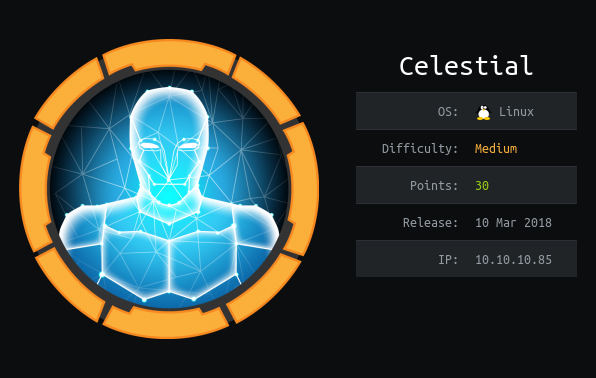 Celestial
OS: Linux
Difficulty: Medium
Points: 30
Release: 10 Mar 2018
IP: 10.10.10.85